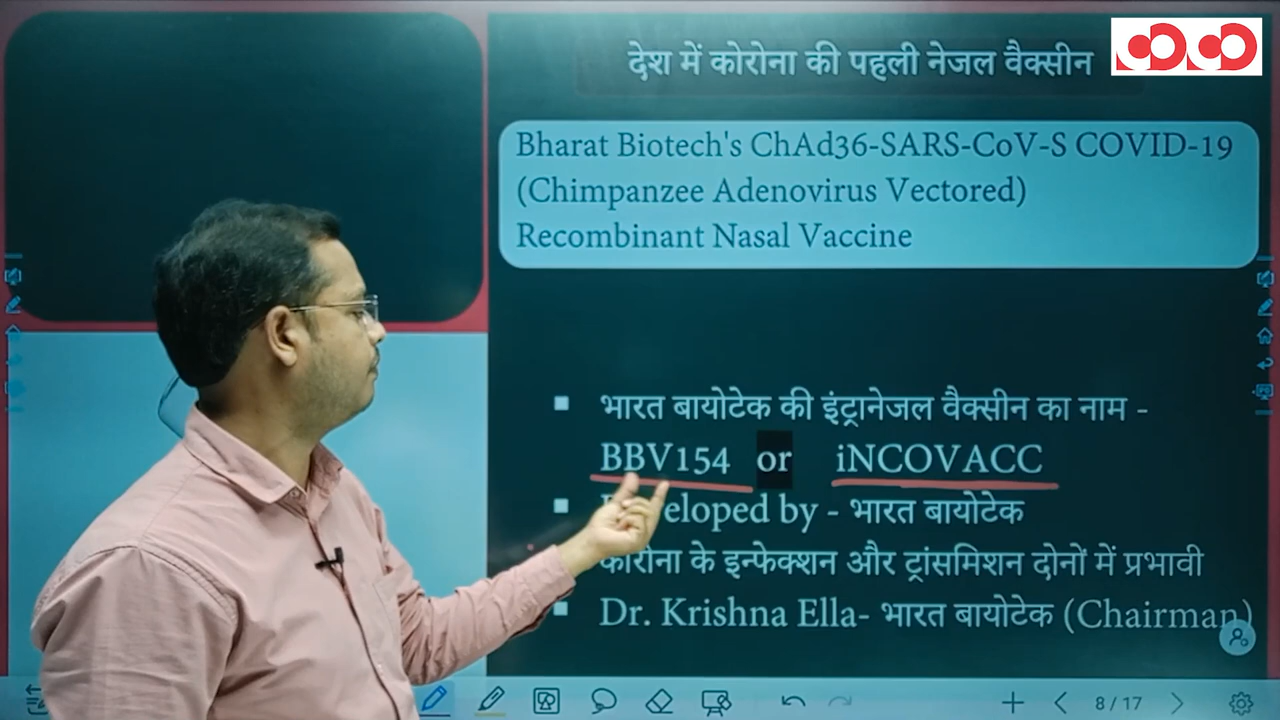 देश में कोरोना की पहली नेजल वैक्सीन
Bharat Biotech's ChAd36-SARS-CoV-S COVID-19
(Chimpanzee Adenovirus Vectored)
Recombinant Nasal Vaccine
भारत बायोटेक की इंट्रानेजल वैक्सीन का नाम -
BBV154 or iNCOVACC
by - भारत बायोटेक
कोरोना के इन्फेक्शन और ट्रांसमिशन दोनों में प्रभावी
Dr. Krishna Ella- भारत बायोटेक (Chairman)
8 / 17